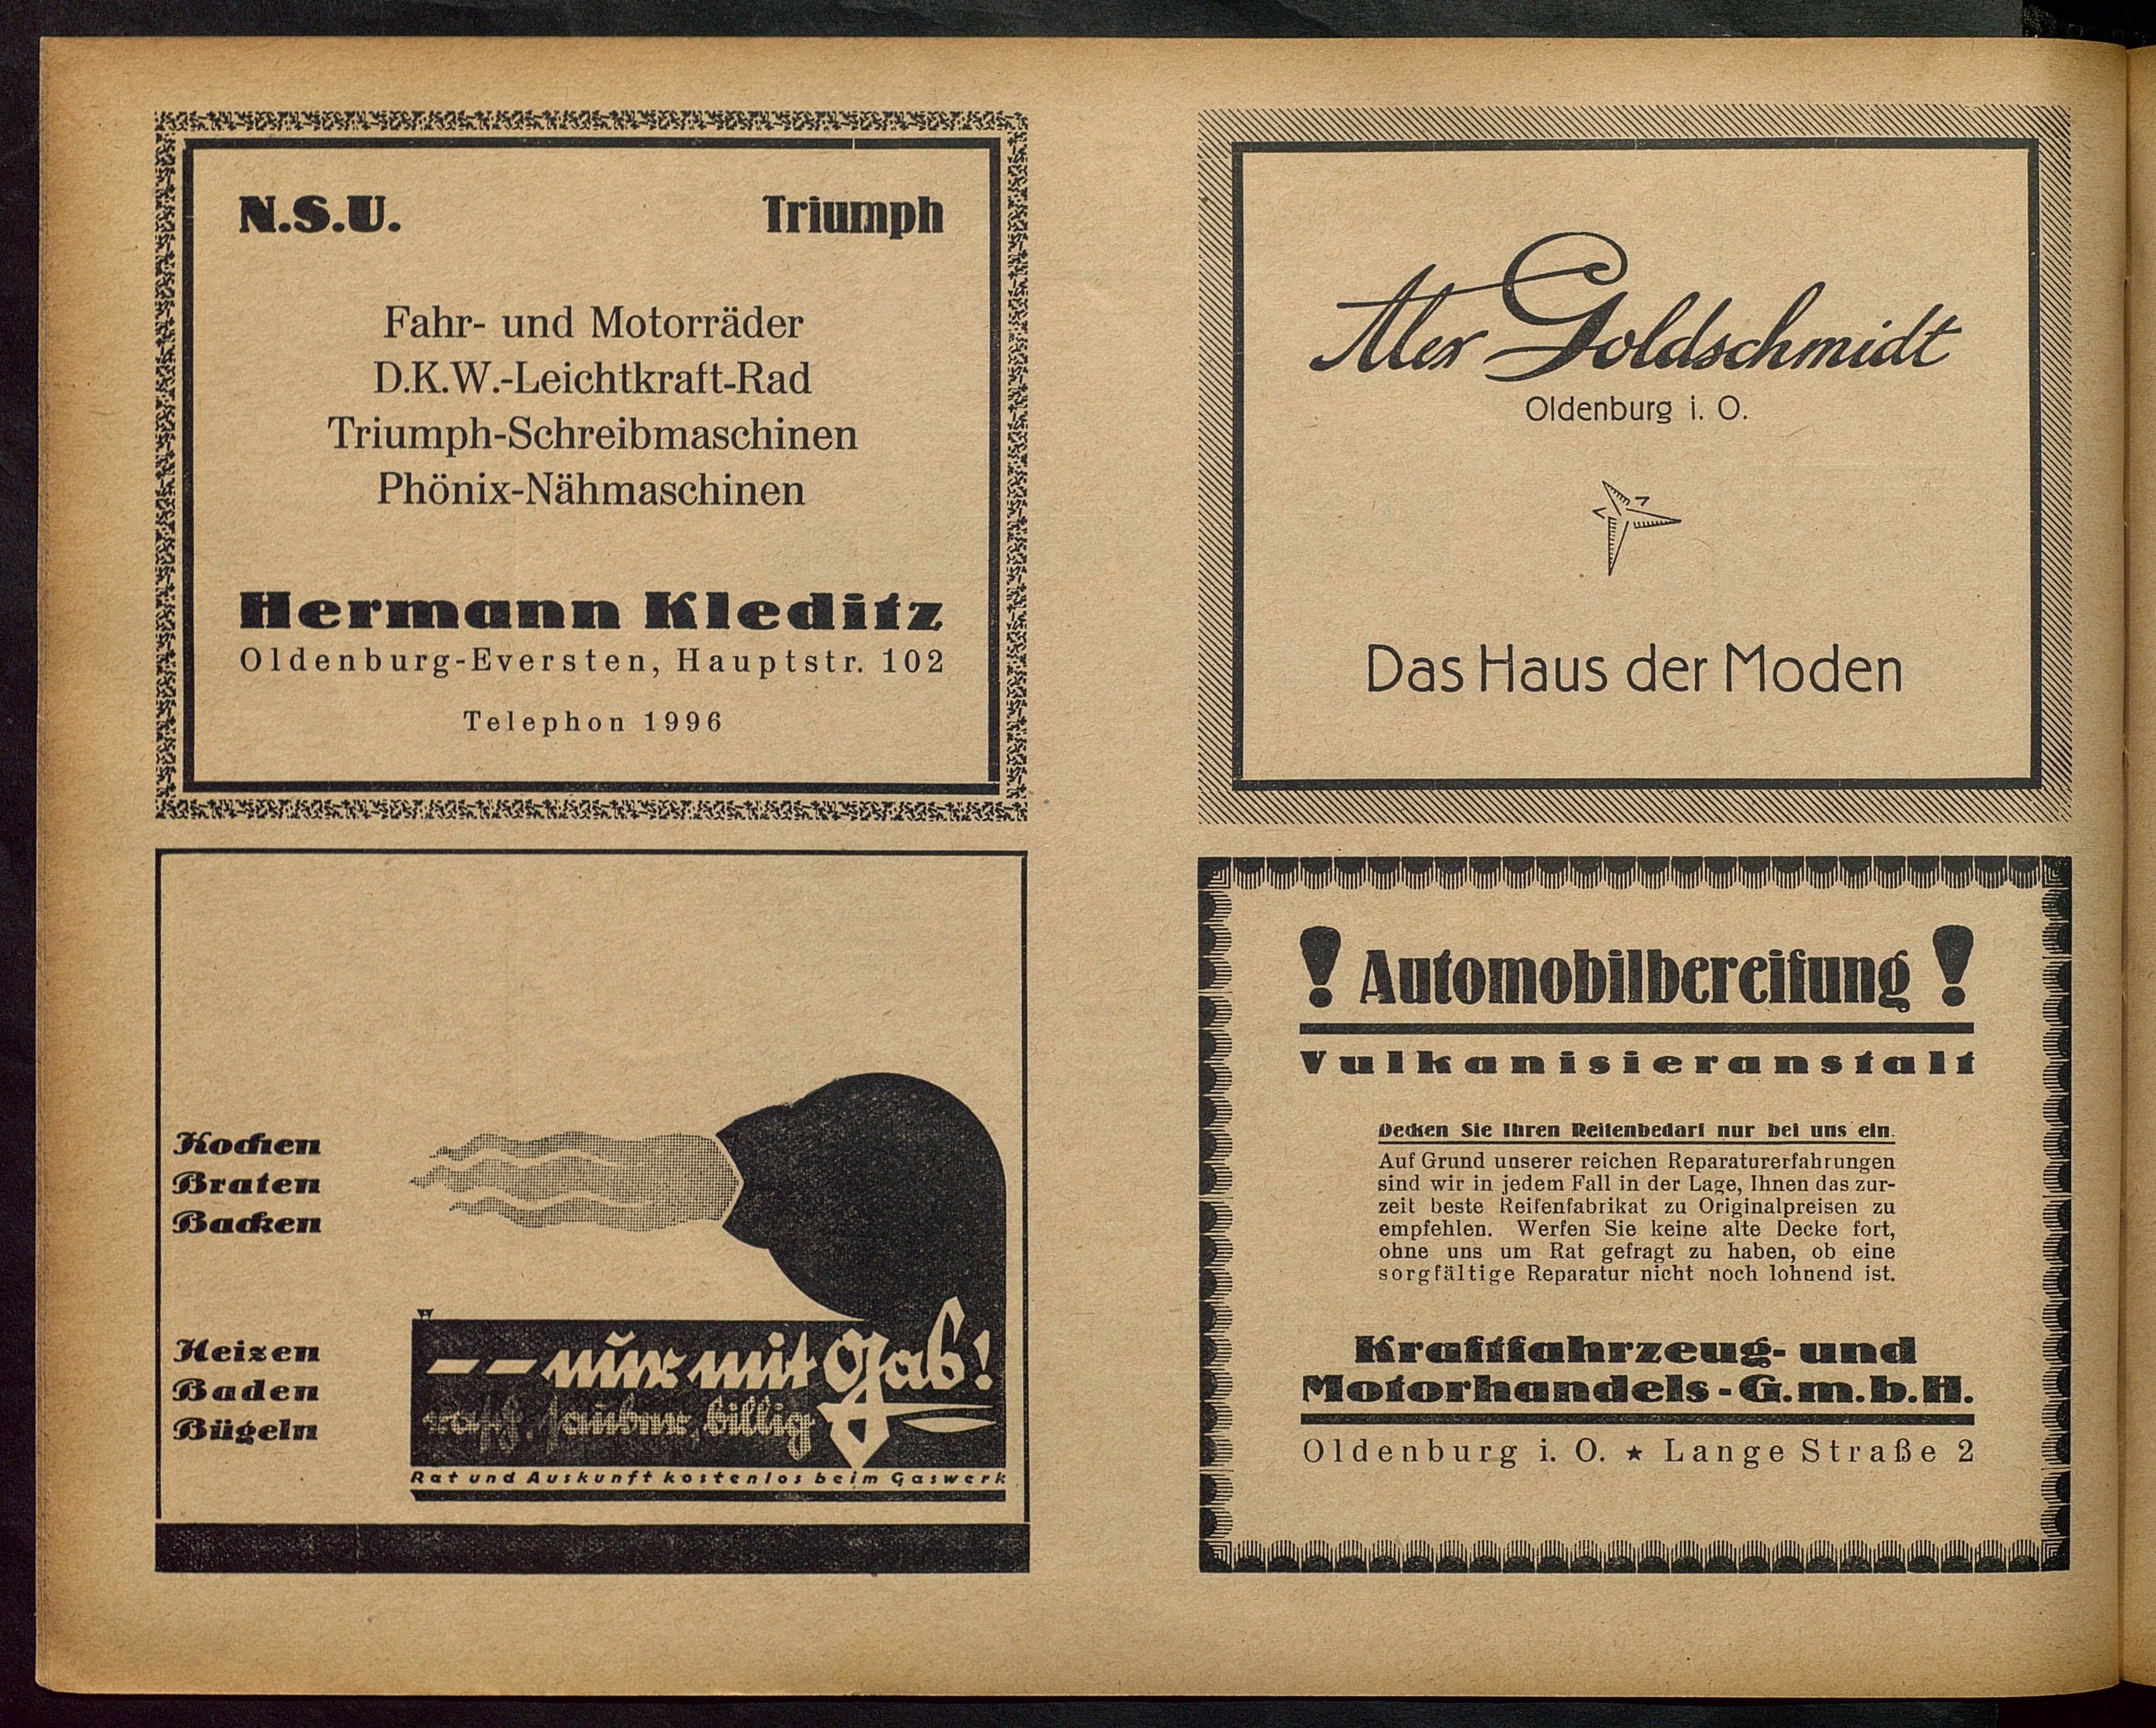 N.S.U. Triumph
Fahr- und Motorräder
D.K.W.-Leichtkraft-Rad
Triumph-Schreibmaschinen
Phönix-Nähmaschinen
Hermann Kleditz
Oldenburg-Eversten, Hauptstr. 102
Telephon 1996
Alex Goldschmidt
Oldenburg i. O.
Das Haus der Moden
Kochen
Braten
Backen
Heizen
Baden
Bügeln
-- nur mit Gas!
rasch, sauber, billig
Rat und Auskunft kostenlos beim Gaswerk
! Automobilbereifung !
Vulkanisieranstalt
Decken Sie Ihren Reifenbedarf nur bei uns ein.
Auf Grund unserer reichen Reparaturerfahrungen
sind wir in jedem Fall in der Lage, Ihnen das zur-
zeit beste Reifenfabrikat zu Originalpreisen zu
empfehlen. Werfen Sie keine alte Decke fort,
ohne uns um Rat gefragt zu haben, ob eine
sorgfältige Reparatur nicht noch lohnend ist.
Kraftfahrzeug- und
Motorhandels-G.m.b.H.
Oldenburg i. O. ★ Lange Straße 2